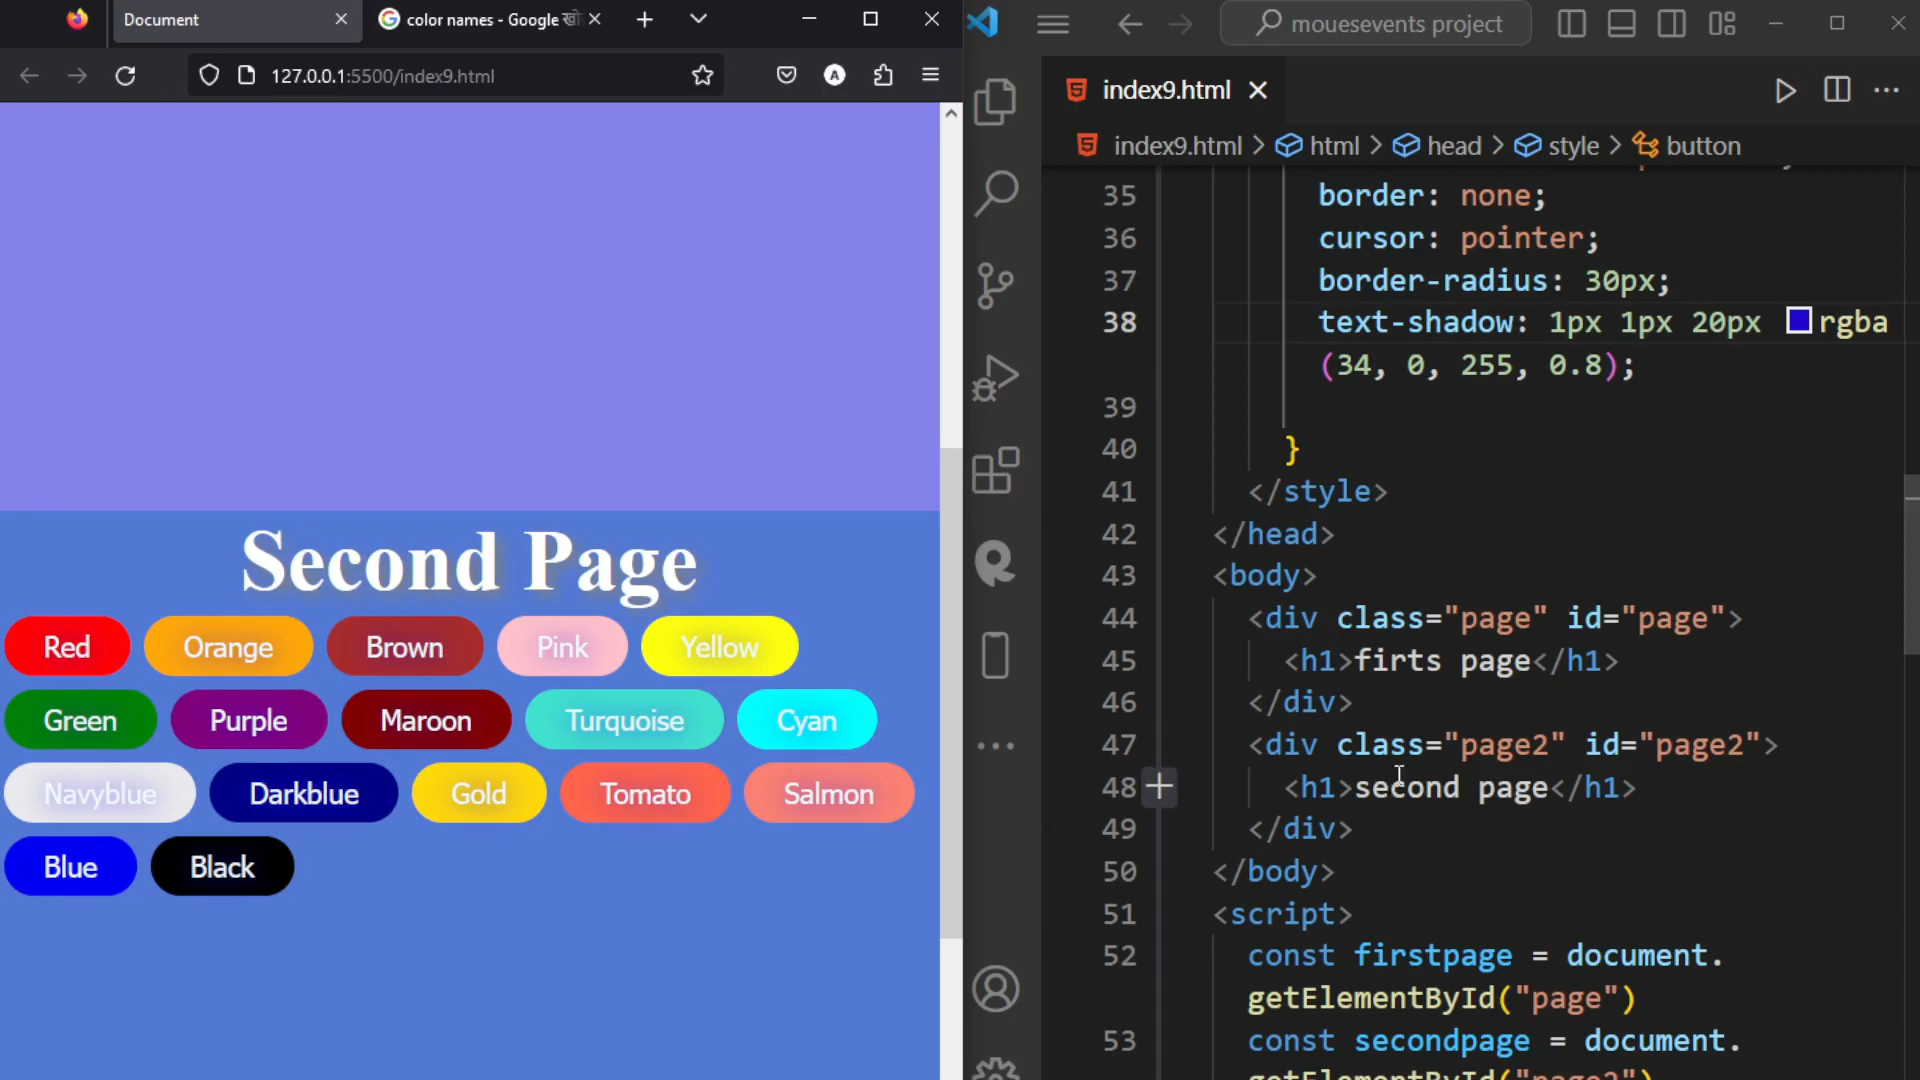 Document
color names - Google खोज
127.0.0.1:5500/index9.html
Second Page
Red Orange Brown Pink Yellow
Green Purple Maroon Turquoise Cyan
Navyblue Darkblue Gold Tomato Salmon
Blue Black
mouesevents project
index9.html
index9.html > html > head > style > button
35 border: none;
36 cursor: pointer;
37 border-radius: 30px;
38 text-shadow: 1px 1px 20px rgba
(34, 0, 255, 0.8);
39
40 }
41 </style>
42 </head>
43 <body>
44 <div class="page" id="page">
45 <h1>firts page</h1>
46 </div>
47 <div class="page2" id="page2">
48 <h1>second page</h1>
49 </div>
50 </body>
51 <script>
52 const firstpage = document.
getElementById("page")
53 const secondpage = document.
getElementById("page2")